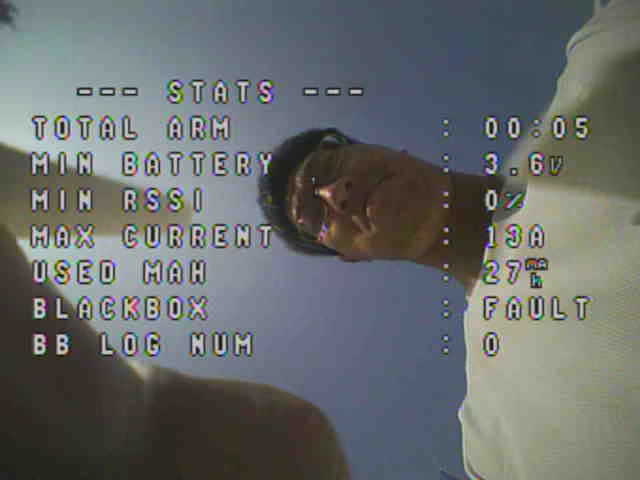 --- STATS ---
TOTAL ARM : 00:05
MIN BATTERY : 3.6V
MIN RSSI : 0%
MAX CURRENT : 13A
USED MAH : 27mAh
BLACKBOX : FAULT
BB LOG NUM : 0